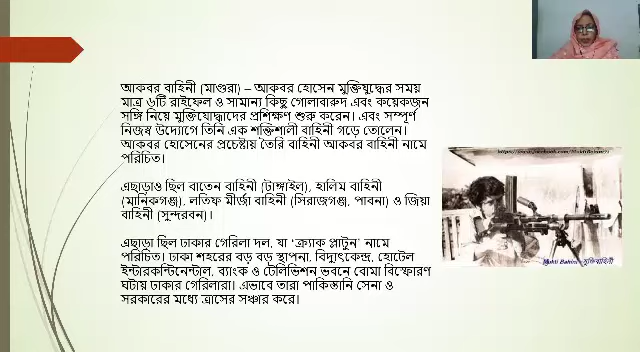 আকবর বাহিনী (মাগুরা) – আকবর হোসেন মুক্তিযুদ্ধের সময়
মাত্র ৬টি রাইফেল ও সামান্য কিছু গোলাবারুদ এবং কয়েকজন
সঙ্গি নিয়ে মুক্তিযোদ্ধাদের প্রশিক্ষণ শুরু করেন। এবং সম্পূর্ণ
নিজস্ব উদ্যোগে তিনি এক শক্তিশালী বাহিনী গড়ে তোলেন।
আকবর হোসেনের প্রচেষ্টায় তৈরি বাহিনী আকবর বাহিনী নামে
পরিচিত।
এছাড়াও ছিল বাতেন বাহিনী (টাঙ্গাইল), হালিম বাহিনী
(মানিকগঞ্জ), লতিফ মীর্জা বাহিনী (সিরাজগঞ্জ, পাবনা) ও জিয়া
বাহিনী (সুন্দরবন)।
এছাড়া ছিল ঢাকার গেরিলা দল, যা ‘ক্র্যাক প্লাটুন’ নামে
পরিচিত। ঢাকা শহরের বড় বড় স্থাপনা, বিদ্যুৎকেন্দ্র, হোটেল
ইন্টারকন্টিনেন্টাল, ব্যাংক ও টেলিভিশন ভবনে বোমা বিস্ফোরণ
ঘটায় ঢাকার গেরিলারা। এভাবে তারা পাকিস্তানি সেনা ও
সরকারের মধ্যে ত্রাসের সঞ্চার করে।
Mukti Bahini - মুক্তিবাহিনী